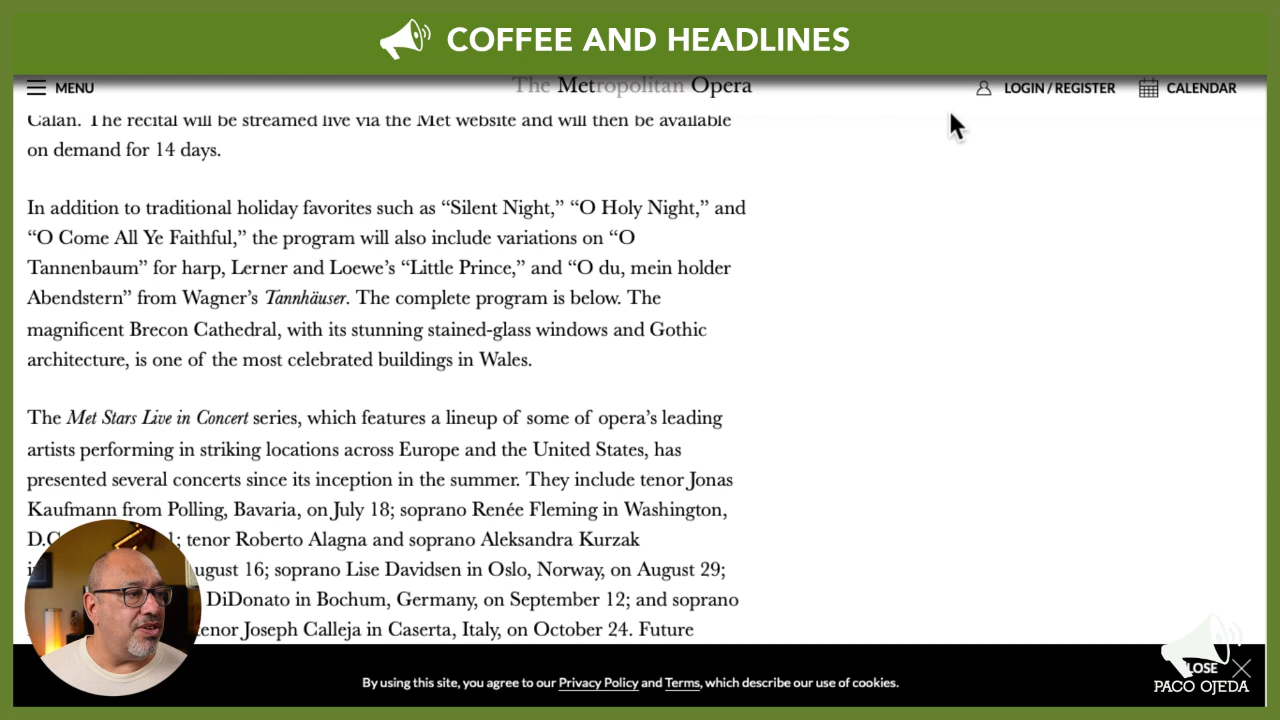 COFFEE AND HEADLINES
MENU
The Metropolitan Opera
LOGIN / REGISTER
CALENDAR
Calan. The recital will be streamed live via the Met website and will then be available
on demand for 14 days.
In addition to traditional holiday favorites such as “Silent Night,” “O Holy Night,” and
“O Come All Ye Faithful,” the program will also include variations on “O
Tannenbaum” for harp, Lerner and Loewe’s “Little Prince,” and “O du, mein holder
Abendstern” from Wagner’s Tannhäuser. The complete program is below. The
magnificent Brecon Cathedral, with its stunning stained-glass windows and Gothic
architecture, is one of the most celebrated buildings in Wales.
The Met Stars Live in Concert series, which features a lineup of some of opera’s leading
artists performing in striking locations across Europe and the United States, has
presented several concerts since its inception in the summer. They include tenor Jonas
Kaufmann from Polling, Bavaria, on July 18; soprano Renée Fleming in Washington,
1; tenor Roberto Alagna and soprano Aleksandra Kurzak
ugust 16; soprano Lise Davidsen in Oslo, Norway, on August 29;
DiDonato in Bochum, Germany, on September 12; and soprano
tenor Joseph Calleja in Caserta, Italy, on October 24. Future
By using this site, you agree to our Privacy Policy and Terms, which describe our use of cookies.
LOSE
PACO OJEDA